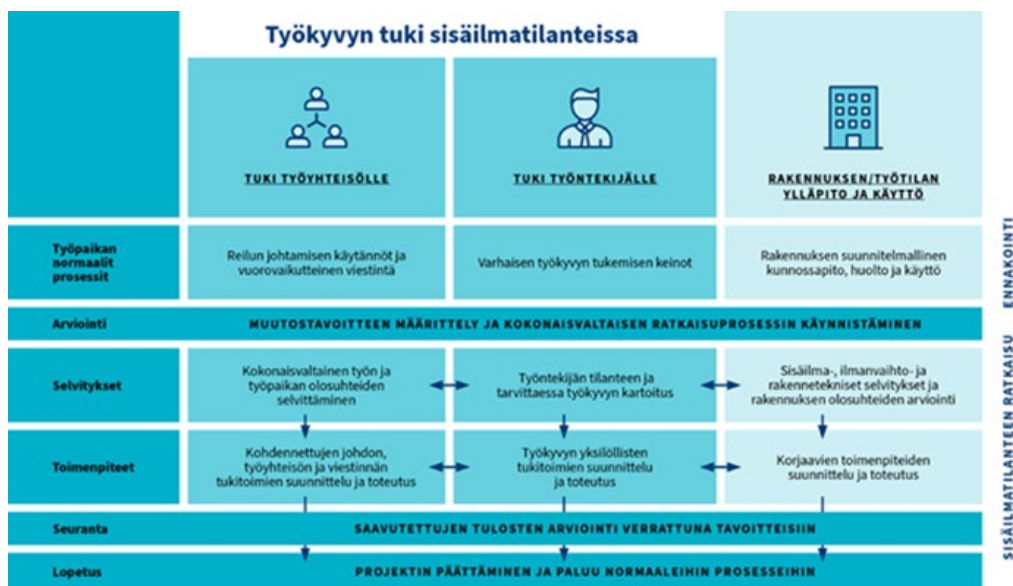 Työkyvyn tuki sisäilmatilanteissa
TUKI TYÖYHTEISÖLLE
TUKI TYÖNTEKIJÄLLE
RAKENNUKSEN/TYÖTILAN
YLLÄPITO JA KÄYTTÖ
Työpaikan
normaalit
prosessit
Reilun johtamisen käytännöt ja
vuorovaikutteinen viestintä
Varhaisen työkyvyn tukemisen keinot
Rakennuksen suunnitelmallinen
kunnossapito, huolto ja käyttö
ENNAKOINTI
Arviointi
MUUTOSTAVOITTEEN MÄÄRITTELY JA KOKONAISVALTAISEN RATKAISUPROSESSIN KÄYNNISTÄMINEN
Selvitykset
Kokonaisvaltainen työn ja
työpaikan olosuhteiden
selvittäminen
Työntekijän tilanteen ja
tarvittaessa työkyvyn kartoitus
Sisäilma-, ilmanvaihto- ja
rakennetekniset selvitykset ja
rakennuksen olosuhteiden arviointi
Toimenpiteet
Kohdennettujen johdon,
työyhteisön ja viestinnän
tukitoimien suunnittelu ja toteutus
Työkyvyn yksilöllisten
tukitoimien suunnittelu
ja toteutus
Korjaavien toimenpiteiden
suunnittelu ja toteutus
Seuranta
SAAVUTETTUJEN TULOSTEN ARVIOINTI VERRATTUNA TAVOITTEISIIN
Lopetus
PROJEKTIN PÄÄTTÄMINEN JA PALUU NORMAALEIHIN PROSESSEIHIN
SISÄILMATILANTEEN RATKAISU